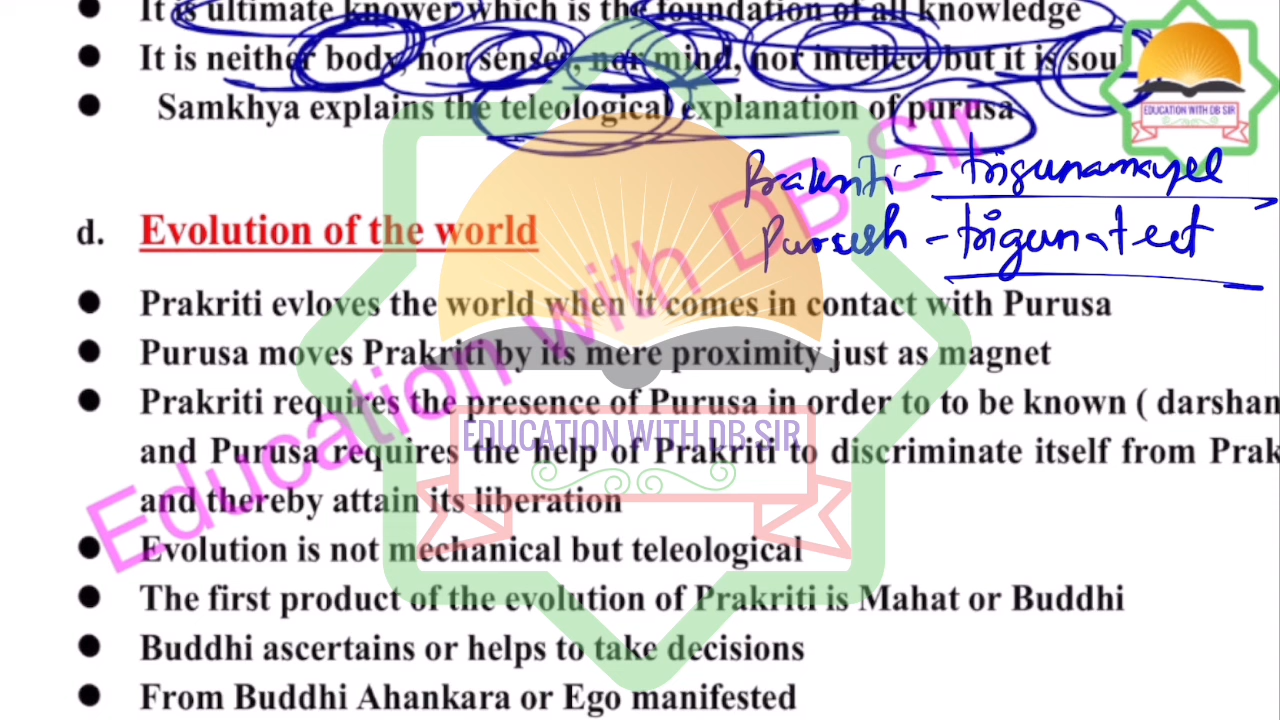 It is ultimate knower which is the foundation of all knowledge
It is neither body, nor senses, nor mind, nor intellect but it is soul
EDUCATION WITH DB SIR
Samkhya explains the teleological explanation of purusa
Prakriti - trigunamayee
Purush - trigunateet
d. Evolution of the world
Prakriti evloves the world when it comes in contact with Purusa
Purusa moves Prakriti by its mere proximity just as magnet
Prakriti requires the presence of Purusa in order to to be known ( darshan
EDUCATION WITH DB SIR
and Purusa requires the help of Prakriti to discriminate itself from Prak
and thereby attain its liberation
Evolution is not mechanical but teleological
The first product of the evolution of Prakriti is Mahat or Buddhi
Buddhi ascertains or helps to take decisions
From Buddhi Ahankara or Ego manifested
Education with DB Sir